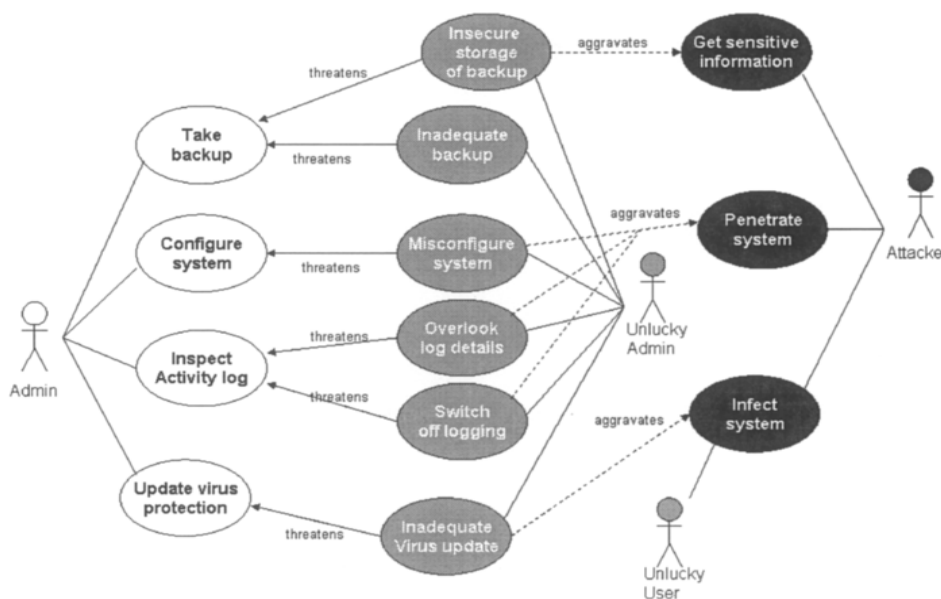 Insecure
storage
of backup
aggravates
Get sensitive
information
threatens
Take
backup
threatens
Inadequate
backup
aggravates
Penetrate
system
Attacke
Configure
system
threatens
Misconfigure
system
Unlucky
Admin
Admin
Inspect
Activity log
threatens
Overlook
log details
threatens
Switch
off logging
aggravates
Infect
system
Update virus
protection
threatens
Inadequate
Virus update
Unlucky
User